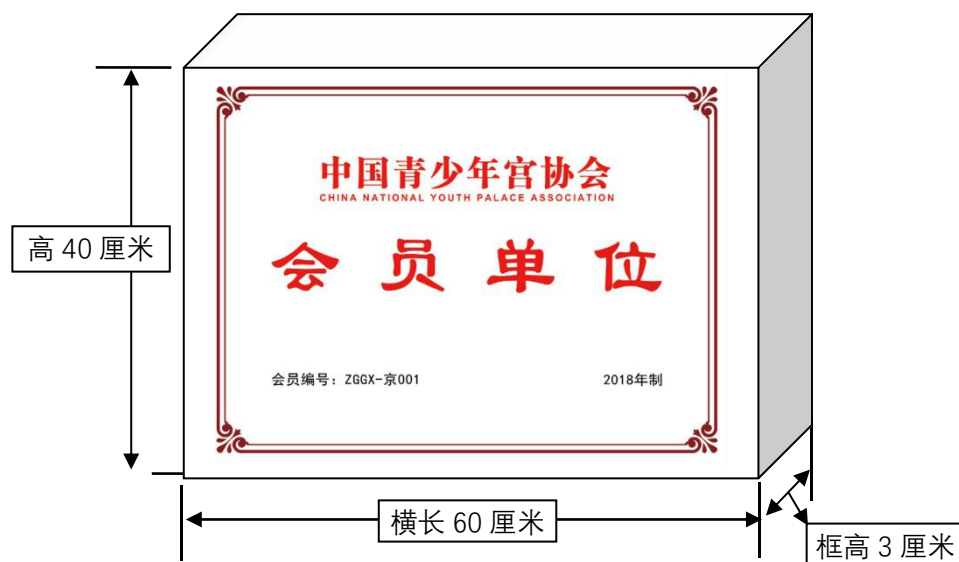 中国青少年宫协会
CHINA NATIONAL YOUTH PALACE ASSOCIATION
高 40 厘米
会员单位
会员编号：ZGGX-京001 2018年制
横长 60 厘米
框高 3 厘米